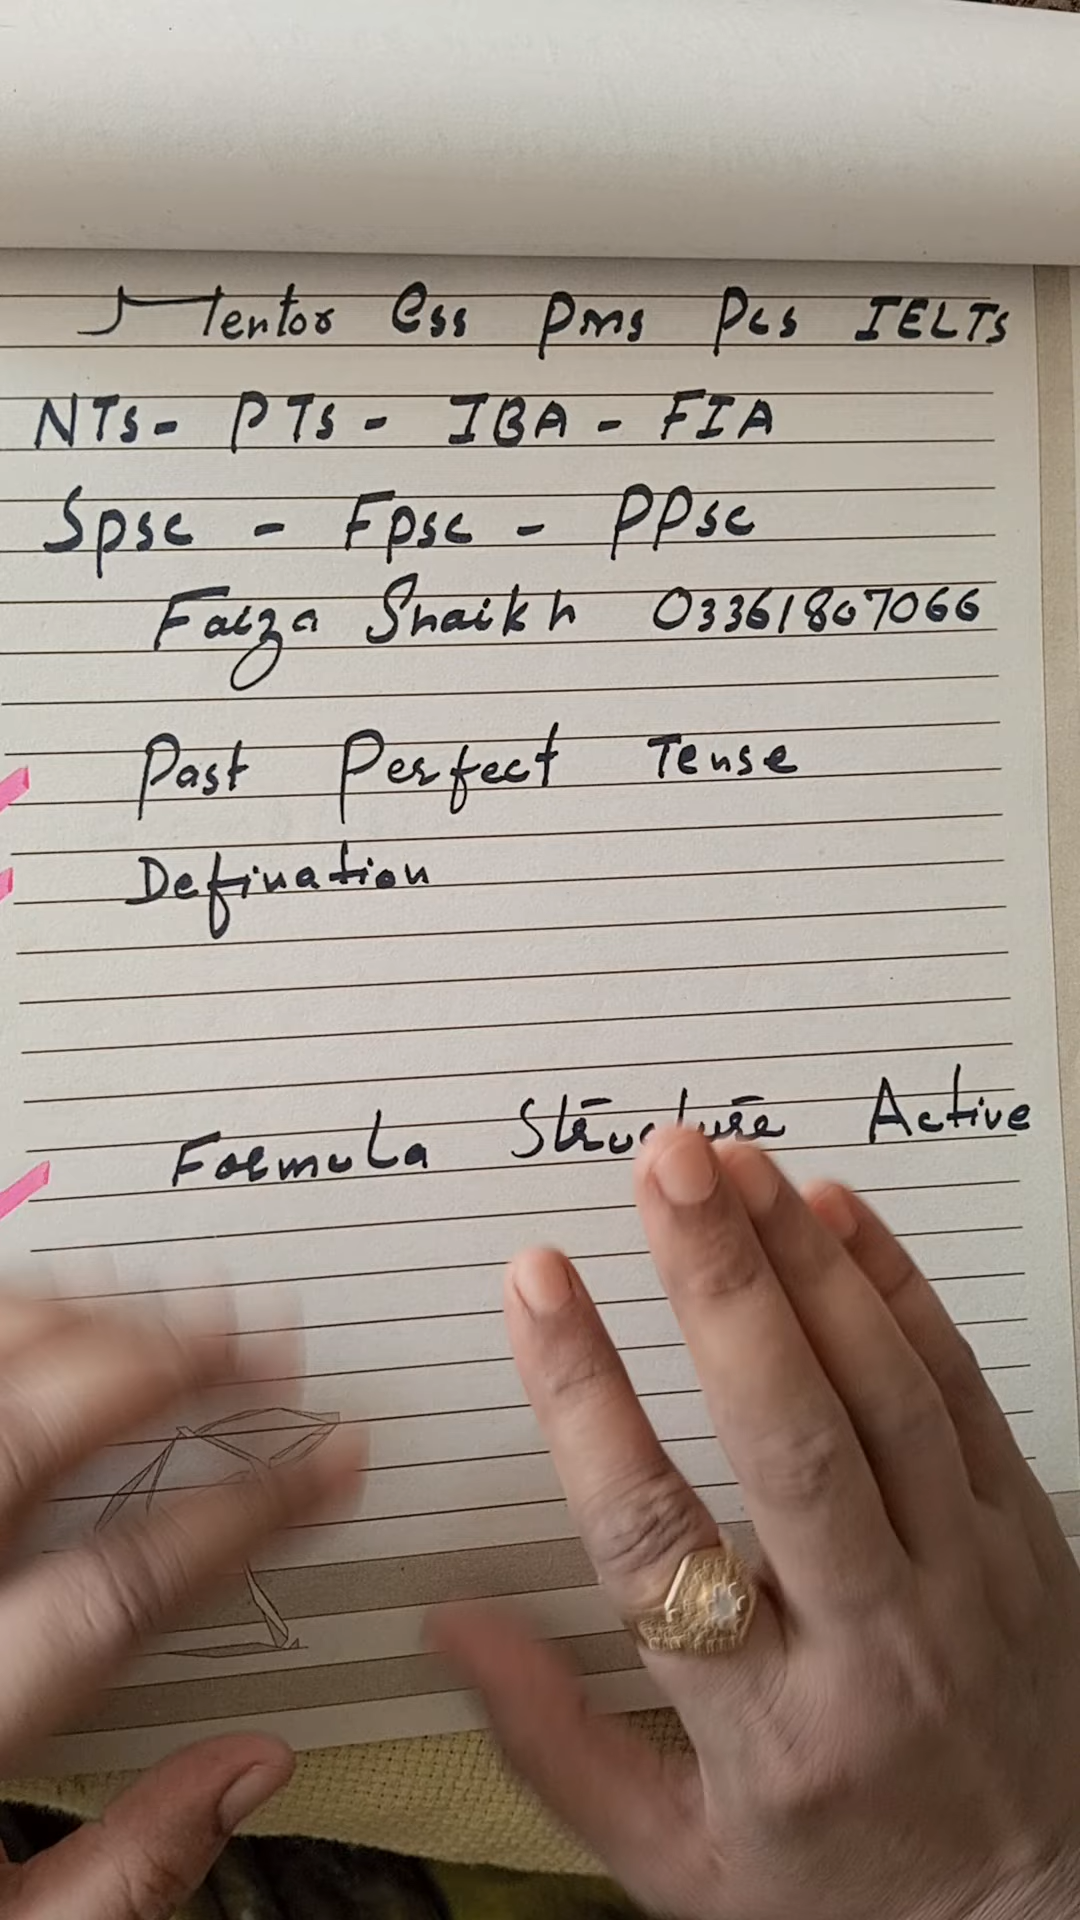 Mentor Css Pms Pcs IELTs
NTs- PTs - IBA - FIA
Spsc - Fpsc - PPsc
Faiza Shaikh 03361807066
Past Perfect Tense
Defination
Formula Structure Active